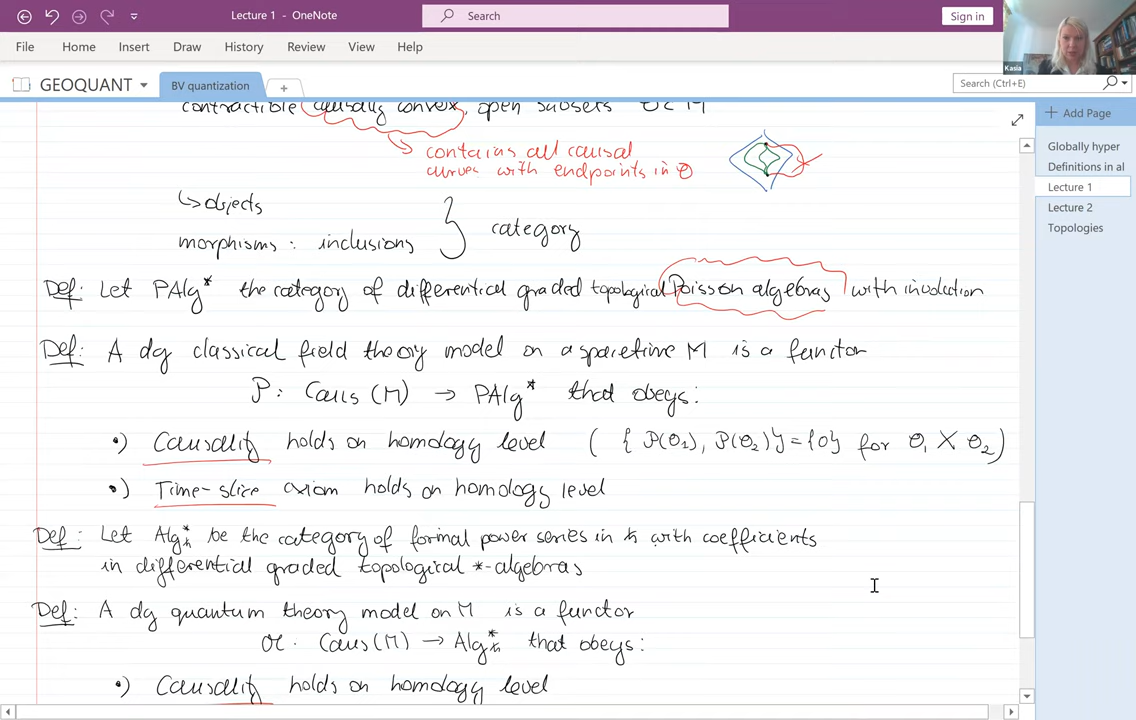 Lecture 1 - OneNote
Search
Sign in
File Home Insert Draw History Review View Help
Kasia
GEOQUANT
BV quantization
Search (Ctrl+E)
Add Page
Globally hyper
Definitions in al
Lecture 1
Lecture 2
Topologies
contractible (causally convex, open subsets O ⊂ M
contains all causal
curves with endpoints in O
↳ objects
morphisms : inclusions } category
Def: Let PAlg* the category of differential graded topological Poisson algebras with involution
Def: A dg classical field theory model on a spacetime M is a functor
P: Caus (M) → PAlg* that obeys:
•) Causality holds on homology level ( { P(O₁), P(O₂)} = {0} for O₁ X O₂)
•) Time-slice axiom holds on homology level
Def: Let Alg*ℏ be the category of formal power series in ℏ with coefficients
in differential graded topological *-algebras
Def: A dg quantum theory model on M is a functor
𝔄: Caus (M) → Alg*ℏ that obeys:
•) Causality holds on homology level